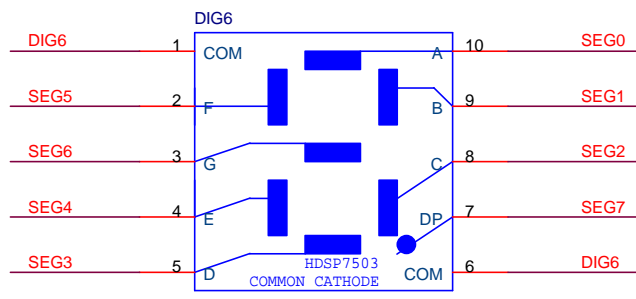 DIG6
DIG6 1 COM A 10 SEG0
SEG5 2 F B 9 SEG1
SEG6 3 G C 8 SEG2
SEG4 4 E DP 7 SEG7
SEG3 5 D COM 6 DIG6
HDSP7503
COMMON CATHODE